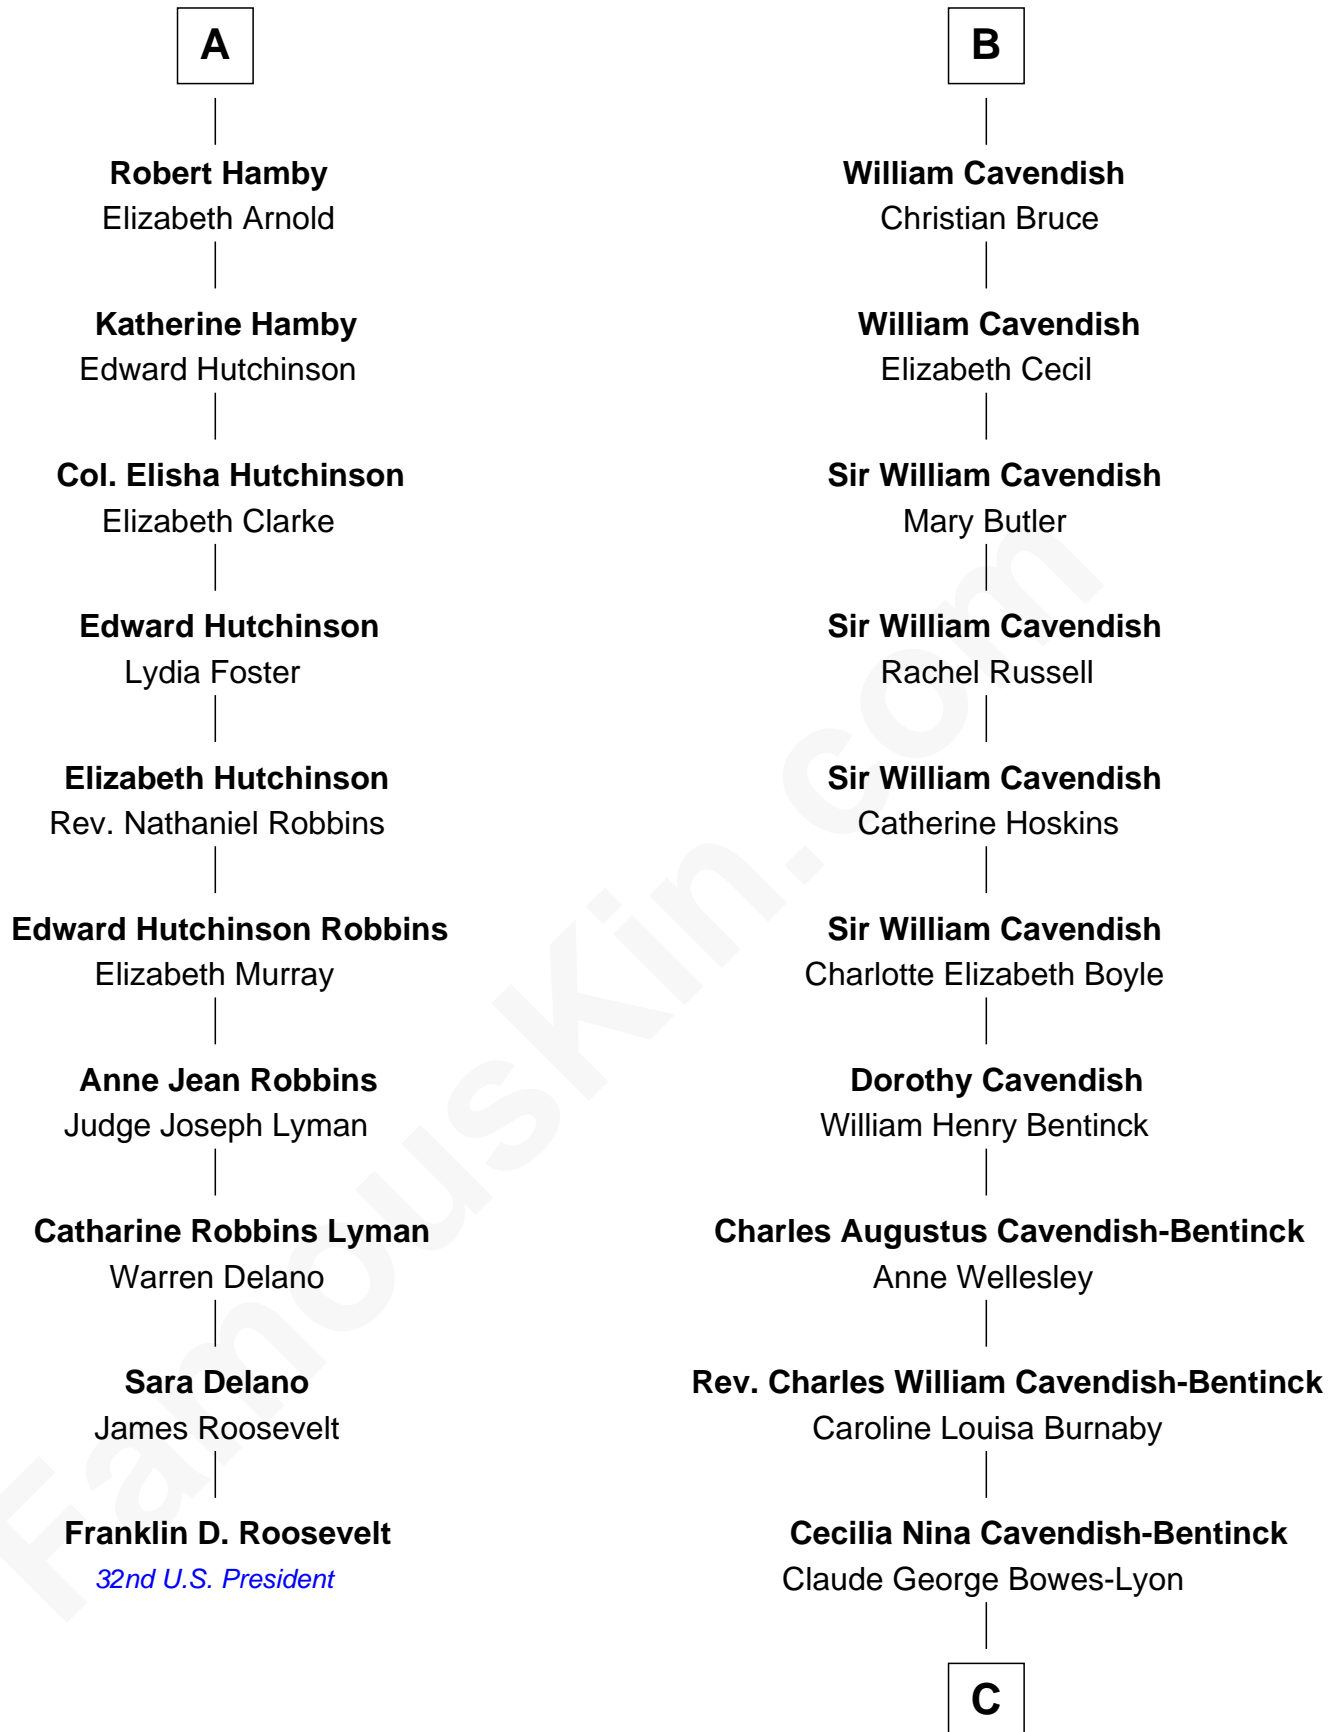 A
Robert Hamby
Elizabeth Arnold
Katherine Hamby
Edward Hutchinson
Col. Elisha Hutchinson
Elizabeth Clarke
Edward Hutchinson
Lydia Foster
Elizabeth Hutchinson
Rev. Nathaniel Robbins
Edward Hutchinson Robbins
Elizabeth Murray
Anne Jean Robbins
Judge Joseph Lyman
Catharine Robbins Lyman
Warren Delano
Sara Delano
James Roosevelt
Franklin D. Roosevelt
32nd U.S. President
B
William Cavendish
Christian Bruce
William Cavendish
Elizabeth Cecil
Sir William Cavendish
Mary Butler
Sir William Cavendish
Rachel Russell
Sir William Cavendish
Catherine Hoskins
Sir William Cavendish
Charlotte Elizabeth Boyle
Dorothy Cavendish
William Henry Bentinck
Charles Augustus Cavendish-Bentinck
Anne Wellesley
Rev. Charles William Cavendish-Bentinck
Caroline Louisa Burnaby
Cecilia Nina Cavendish-Bentinck
Claude George Bowes-Lyon
C
FamousKin.com